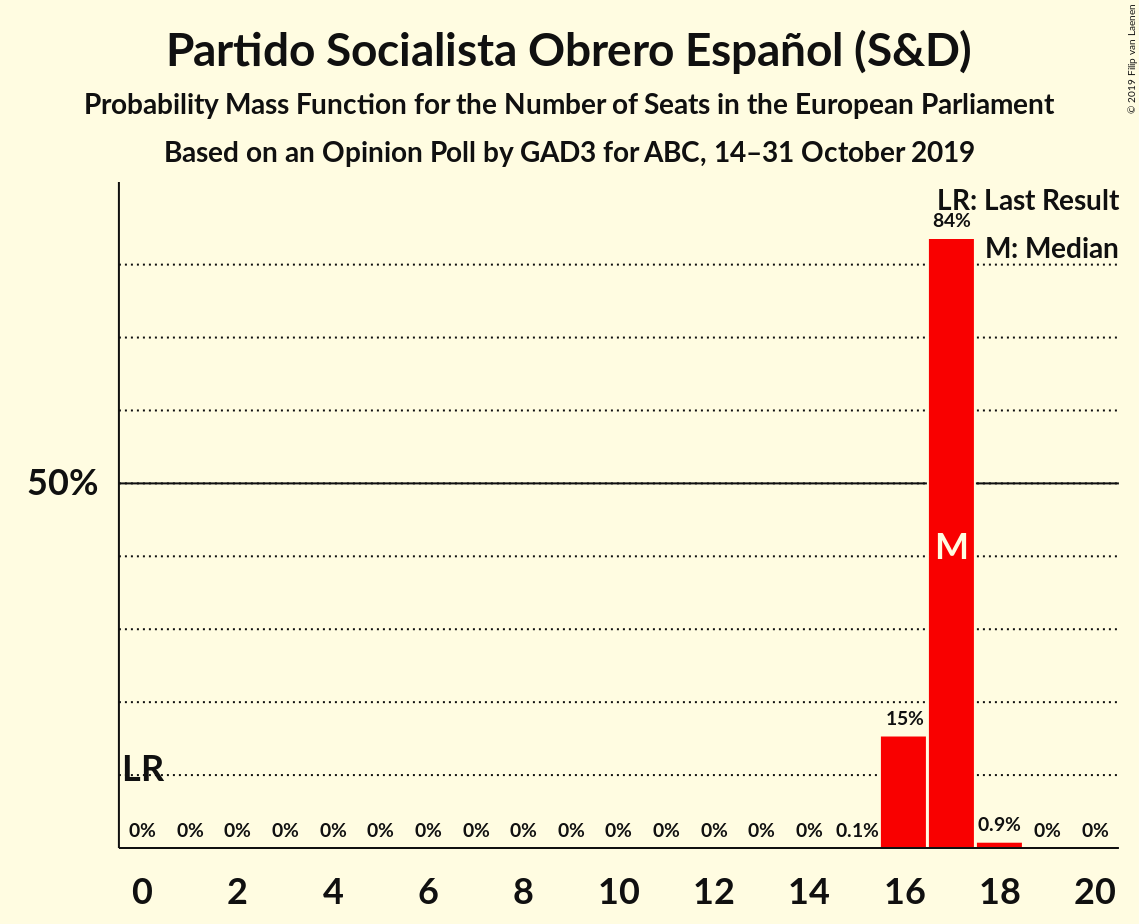 Partido Socialista Obrero Español (S&D)
Probability Mass Function for the Number of Seats in the European Parliament
Based on an Opinion Poll by GAD3 for ABC, 14–31 October 2019
© 2019 Filip van Laenen
LR: Last Result
84%
M: Median
50%
M
15%
LR
0% 0% 0% 0% 0% 0% 0% 0% 0% 0% 0% 0% 0% 0% 0% 0.1% 0.9% 0% 0%
0 2 4 6 8 10 12 14 16 18 20